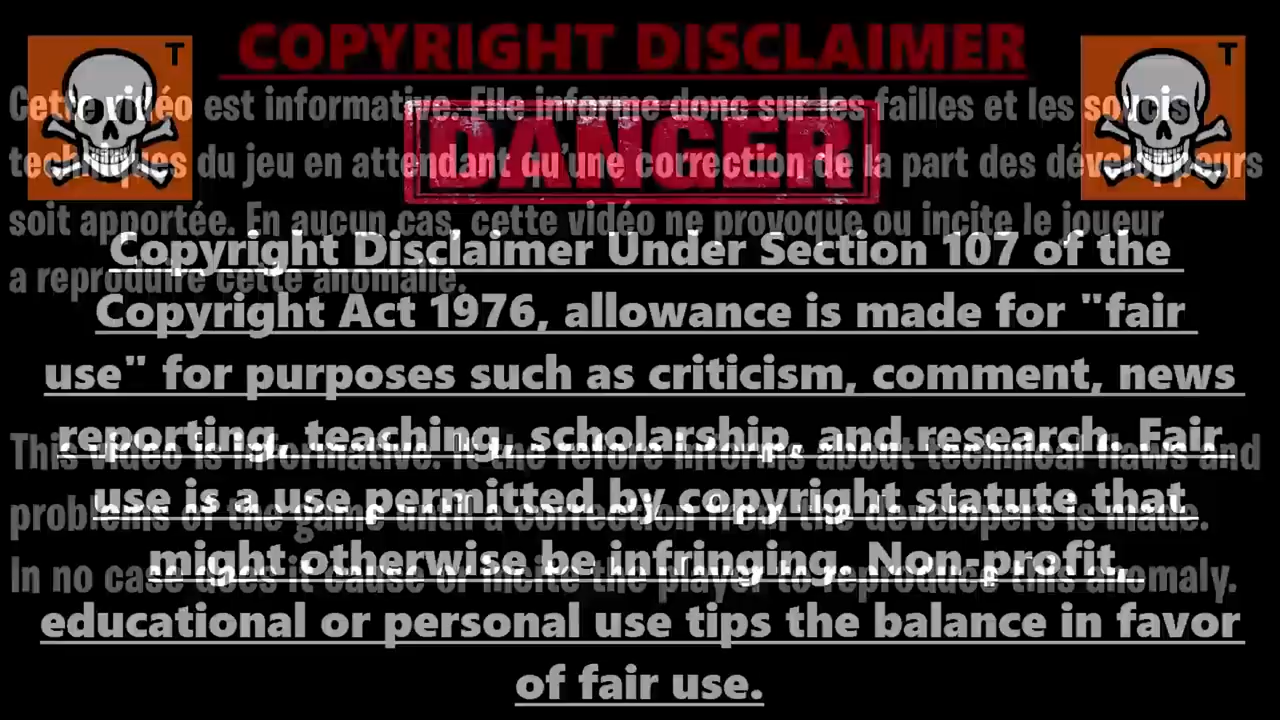 COPYRIGHT DISCLAIMER
T
T
Cette vidéo est informative. Elle informe donc sur les failles et les soucis
DANGER
techniques du jeu en attendant qu'une correction de la part des développeurs
soit apportée. En aucun cas, cette vidéo ne provoque ou incite le joueur
a reproduire cette anomalie.
Copyright Disclaimer Under Section 107 of the
Copyright Act 1976, allowance is made for "fair
use" for purposes such as criticism, comment, news
reporting, teaching, scholarship, and research. Fair
use is a use permitted by copyright statute that
might otherwise be infringing. Non-profit,
educational or personal use tips the balance in favor
of fair use.
This video is informative. It the refore informs about technical flaws and
problems of the game until a correction from the developers is made.
In no case does it cause or incite the player to reproduce this anomaly.